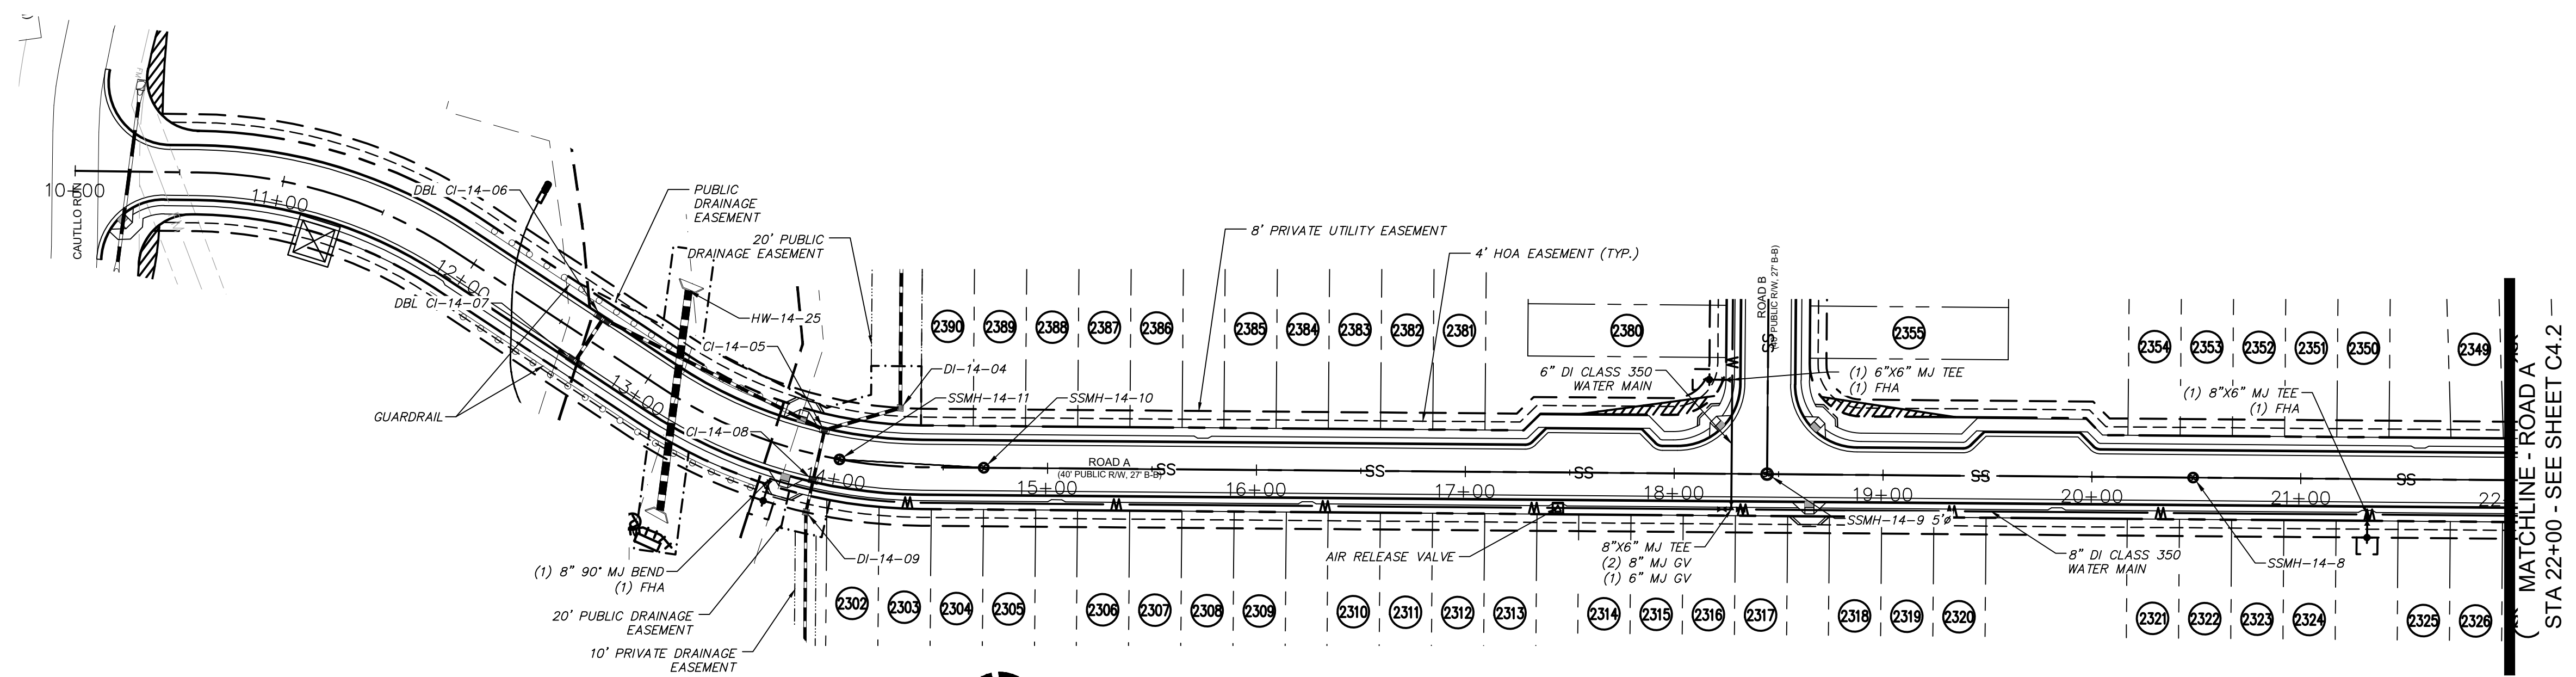 10+00
CAUTLLO RUN
11+00
12+00
13+00
14+00
15+00
16+00
17+00
18+00
19+00
20+00
21+00
22
DBL CI-14-06
PUBLIC
DRAINAGE
EASEMENT
20' PUBLIC
DRAINAGE EASEMENT
DBL CI-14-07
HW-14-25
CI-14-05
GUARDRAIL
CI-14-08
DI-14-04
SSMH-14-11
SSMH-14-10
8' PRIVATE UTILITY EASEMENT
4' HOA EASEMENT (TYP.)
2390
2389
2388
2387
2386
2385
2384
2383
2382
2381
2380
2355
2354
2353
2352
2351
2350
2349
ROAD B
(40' PUBLIC R/W, 27' B-B)
SS
W
6" DI CLASS 350
WATER MAIN
(1) 6"X6" MJ TEE
(1) FHA
(1) 8"X6" MJ TEE
(1) FHA
ROAD A
(40' PUBLIC R/W, 27' B-B)
SS
SS
SS
SS
SS
(1) 8" 90° MJ BEND
(1) FHA
DI-14-09
20' PUBLIC DRAINAGE
EASEMENT
10' PRIVATE DRAINAGE
EASEMENT
AIR RELEASE VALVE
8"X6" MJ TEE
(2) 8" MJ GV
(1) 6" MJ GV
SSMH-14-9 5'ø
8" DI CLASS 350
WATER MAIN
SSMH-14-8
2302
2303
2304
2305
2306
2307
2308
2309
2310
2311
2312
2313
2314
2315
2316
2317
2318
2319
2320
2321
2322
2323
2324
2325
2326
MATCHLINE - ROAD A
STA 22+00 - SEE SHEET C4.2